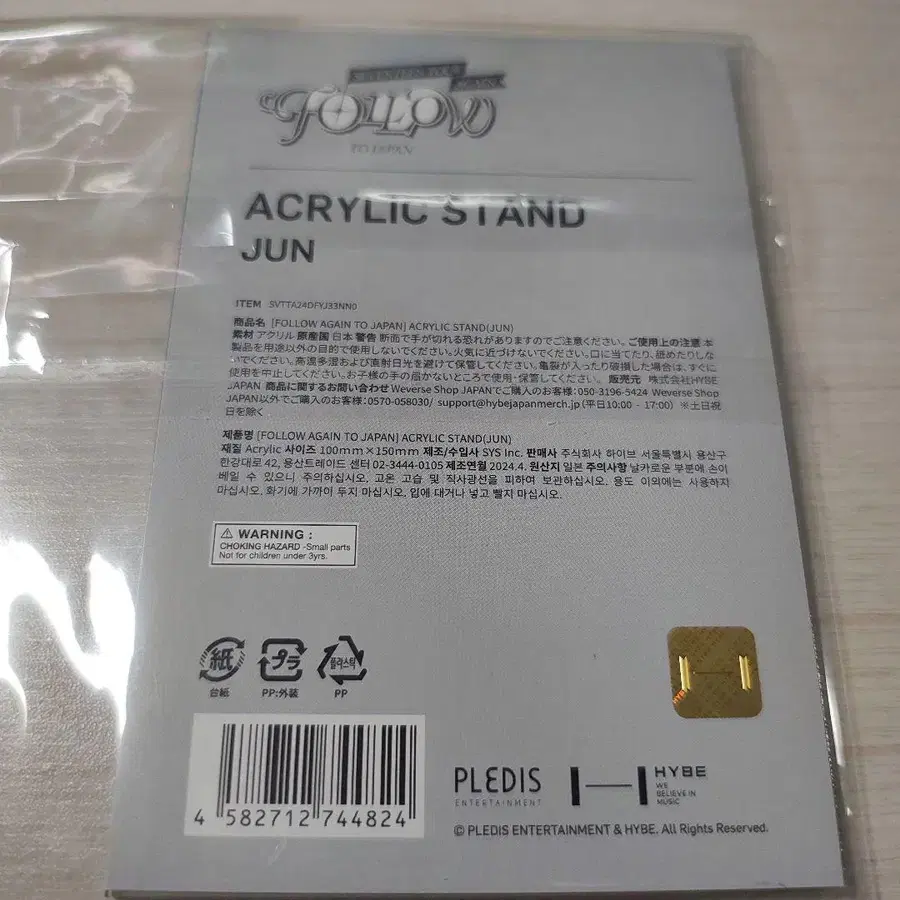 SEVENTEEN TOUR
AGAIN
FOLLOW
TO JAPAN
ACRYLIC STAND
JUN
ITEM SVTTA24DFYJ33NN0
商品名 [FOLLOW AGAIN TO JAPAN] ACRYLIC STAND(JUN)
素材 アクリル 原産国 日本 警告 断面で手が切れる恐れがありますのでご注意ください。ご使用上の注意 本
製品を用途以外の目的で使用しないでください。火気に近づけないでください。口に当てたり、舐めたりしな
いでください。高温多湿および直射日光を避けて保管してください。亀裂が入ったり破損した場合は、すぐに
使用を中止してください。お子様の手の届かないところで使用・保管してください。 販売元 株式会社HYBE
JAPAN 商品に関するお問い合わせ Weverse Shop JAPANでご購入のお客様:050-3196-5424 Weverse Shop
JAPAN以外でご購入のお客様:0570-058030/ support@hybejapanmerch.jp (平日10:00 - 17:00) ※土日祝
日を除く
제품명 [FOLLOW AGAIN TO JAPAN] ACRYLIC STAND(JUN)
재질 Acrylic 사이즈 100mm×150mm 제조/수입사 SYS Inc. 판매사 주식회사 하이브 서울특별시 용산구
한강대로 42, 용산트레이드 센터 02-3444-0105 제조연월 2024.4. 원산지 일본 주의사항 날카로운 부분에 손이
베일 수 있으니 주의하십시오. 고온 고습 및 직사광선을 피하여 보관하십시오. 용도 이외에는 사용하지
마십시오. 화기에 가까이 두지 마십시오. 입에 대거나 넣고 빨지 마십시오.
⚠ WARNING :
CHOKING HAZARD -Small parts
Not for children under 3yrs.
紙 プラ 플라스틱
台紙 PP:外装 PP
HYBE
4 582712 744824
PLEDIS
ENTERTAINMENT
HYBE
WE
BELIEVE IN
MUSIC
© PLEDIS ENTERTAINMENT & HYBE. All Rights Reserved.